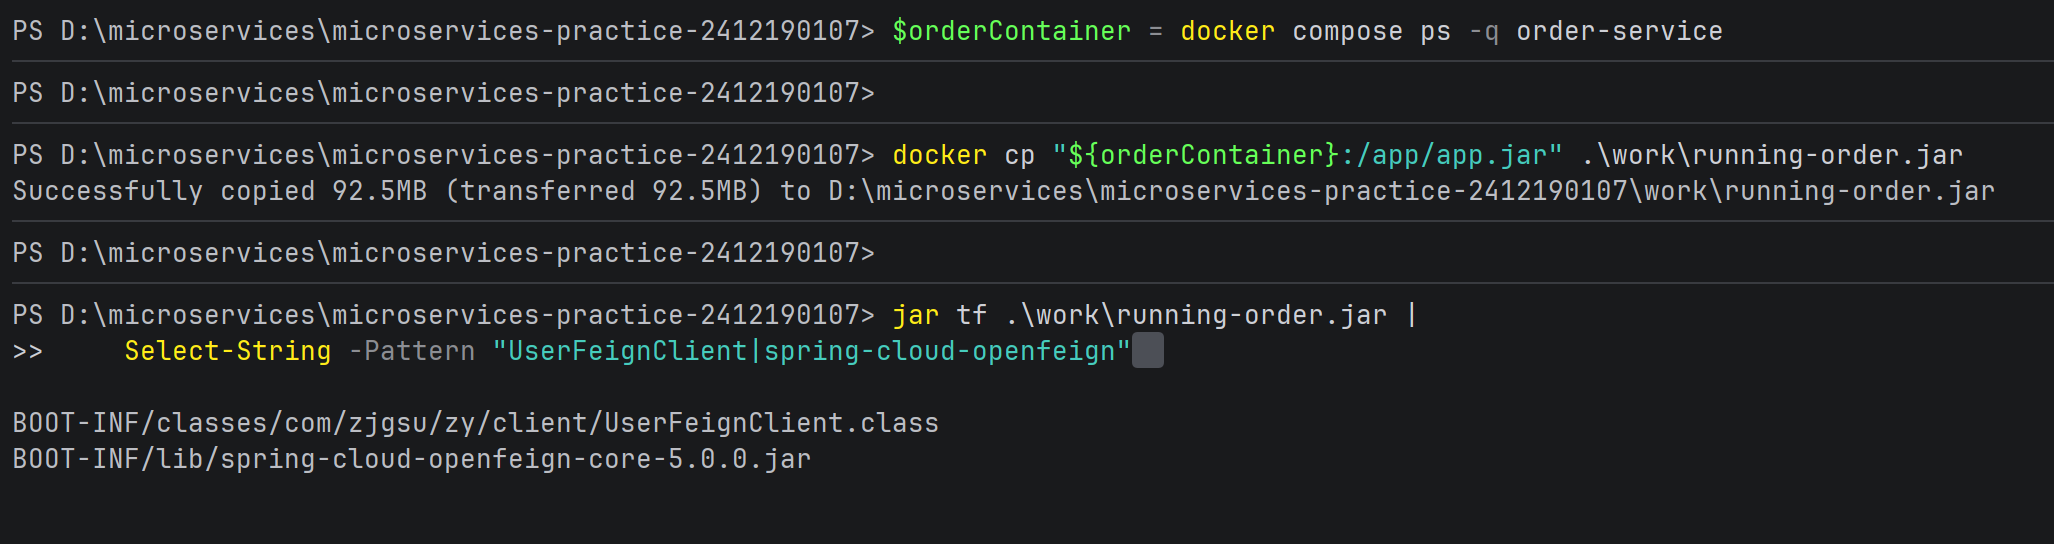 PS D:\microservices\microservices-practice-2412190107> $orderContainer = docker compose ps -q order-service
PS D:\microservices\microservices-practice-2412190107>
PS D:\microservices\microservices-practice-2412190107> docker cp "${orderContainer}:/app/app.jar" .\work\running-order.jar
Successfully copied 92.5MB (transferred 92.5MB) to D:\microservices\microservices-practice-2412190107\work\running-order.jar
PS D:\microservices\microservices-practice-2412190107>
PS D:\microservices\microservices-practice-2412190107> jar tf .\work\running-order.jar |
>>     Select-String -Pattern "UserFeignClient|spring-cloud-openfeign"
BOOT-INF/classes/com/zjgsu/zy/client/UserFeignClient.class
BOOT-INF/lib/spring-cloud-openfeign-core-5.0.0.jar